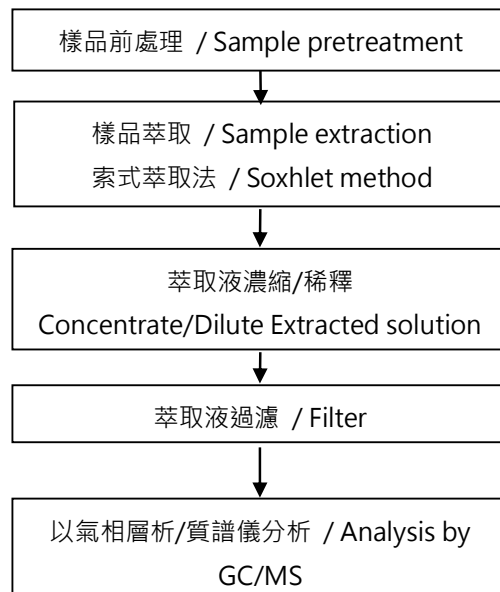 樣品前處理 / Sample pretreatment
樣品萃取 / Sample extraction
索式萃取法 / Soxhlet method
萃取液濃縮/稀釋
Concentrate/Dilute Extracted solution
萃取液過濾 / Filter
以氣相層析/質譜儀分析 / Analysis by
GC/MS